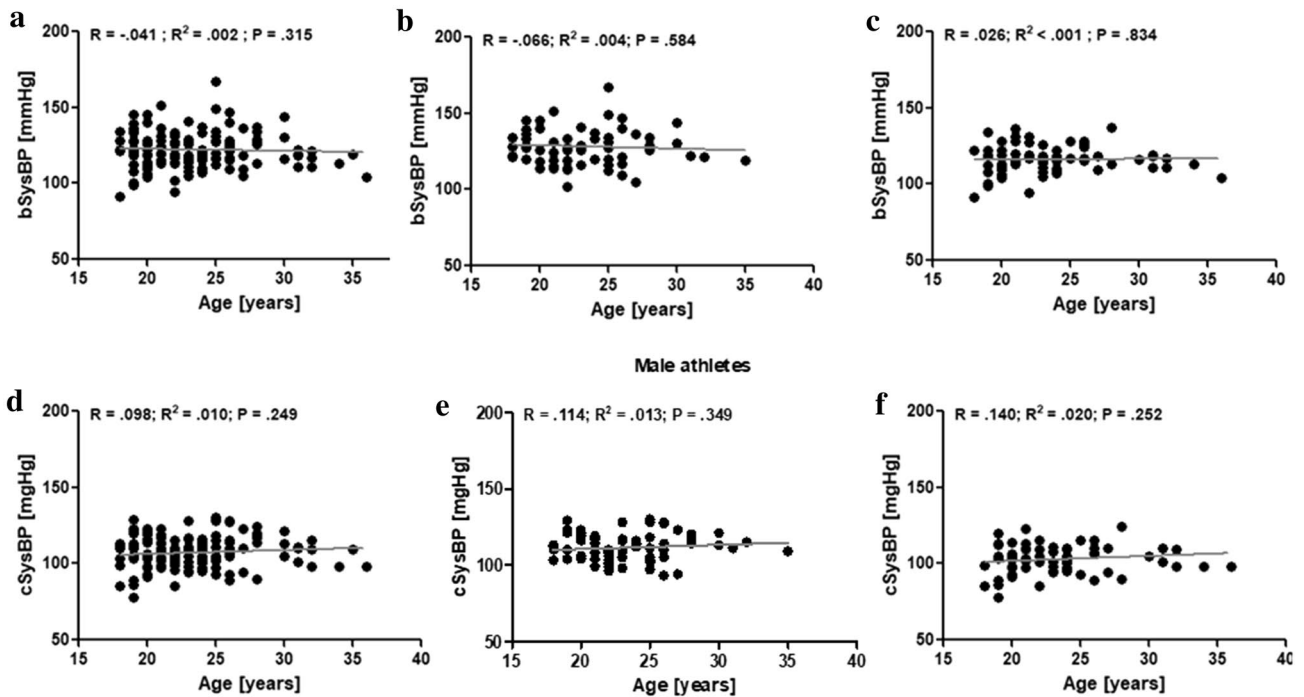 a
R = -.041 ; R² = .002 ; P = .315
bSysBP [mmHg]
200
150
100
50
15 20 25 30 35
Age [years]
b
R = -.066; R² = .004; P = .584
bSysBP [mmHg]
200
150
100
50
15 20 25 30 35 40
Age [years]
c
R = .026; R² < .001 ; P = .834
bSysBP [mmHg]
200
150
100
50
15 20 25 30 35 40
Age [years]
Male athletes
d
R = .098; R² = .010; P = .249
cSysBP [mgHg]
200
150
100
50
15 20 25 30 35 40
Age [years]
e
R = .114; R² = .013; P = .349
cSysBP [mgHg]
200
150
100
50
15 20 25 30 35 40
Age [years]
f
R = .140; R² = .020; P = .252
cSysBP [mgHg]
200
150
100
50
15 20 25 30 35 40
Age [years]